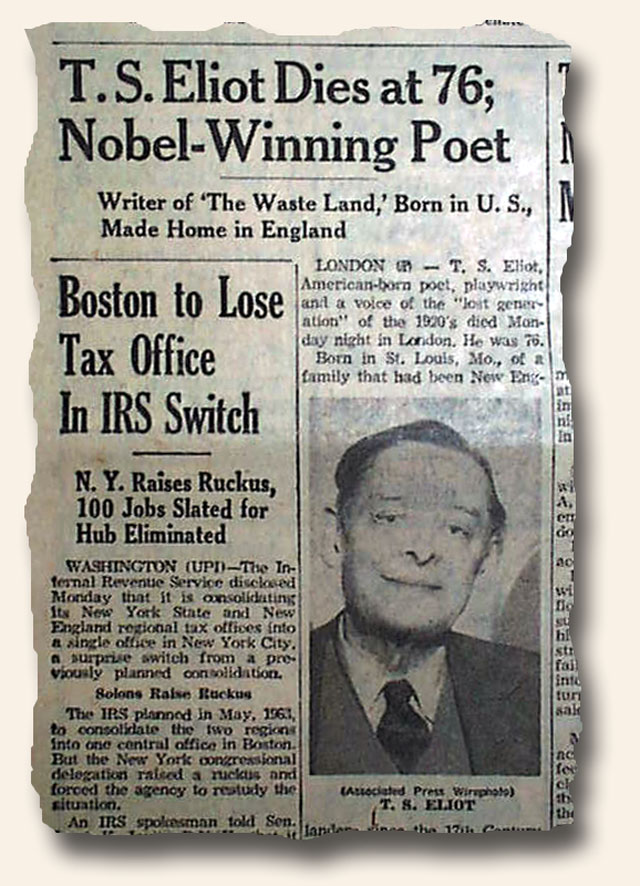 T. S. Eliot Dies at 76;
Nobel-Winning Poet
Writer of ‘The Waste Land,’ Born in U. S.,
Made Home in England
Boston to Lose
Tax Office
In IRS Switch
N. Y. Raises Ruckus,
100 Jobs Slated for
Hub Eliminated
WASHINGTON (UPI)—The In-
ternal Revenue Service disclosed
Monday that it is consolidating
its New York State and New
England regional tax offices into
a single office in New York City,
a surprise switch from a pre-
viously planned consolidation.
Solons Raise Ruckus
The IRS planned in May, 1963,
to consolidate the two regions
into one central office in Boston.
But the New York congressional
delegation raised a ruckus and
forced the agency to restudy the
situation.
An IRS spokesman told Sen.
LONDON (AP) — T. S. Eliot,
American-born poet, playwright
and a voice of the "lost gener-
ation" of the 1920's died Mon-
day night in London. He was 76.
Born in St. Louis, Mo., of a
family that had been New Eng-
(Associated Press Wirephoto)
T. S. ELIOT
landers since the 17th Century